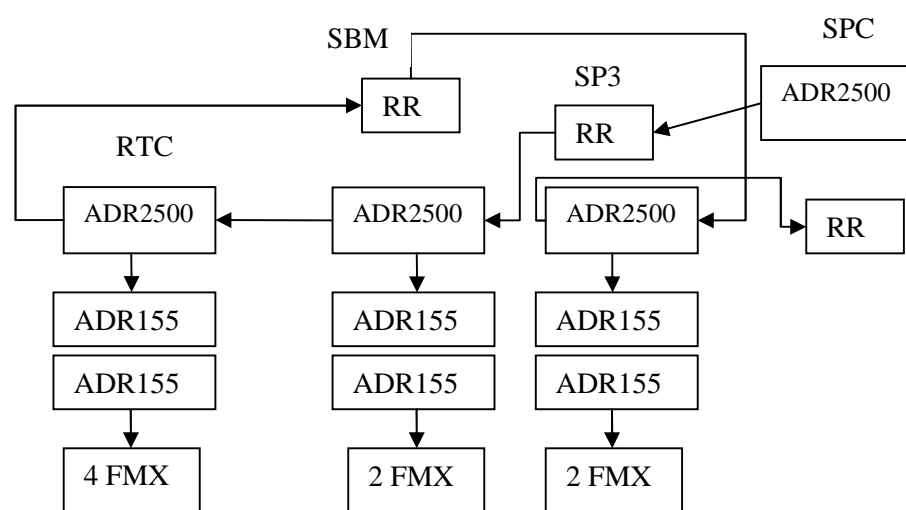 SBM
SPC
SP3
ADR2500
RR
RR
RTC
ADR2500
ADR2500
ADR2500
RR
ADR155
ADR155
ADR155
ADR155
ADR155
ADR155
4 FMX
2 FMX
2 FMX